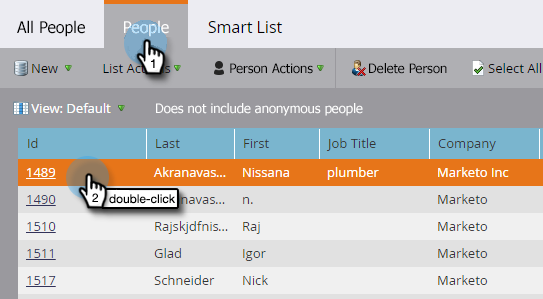 All People People Smart List
1
New List Ac s Person Actions Delete Person Select All
View: Default Does not include anonymous people
Id Last First Job Title Company
1489 Akranavas... Nissana plumber Marketo Inc
2 double-click
1490 navas... n. Marketo
1510 Rajskjdfnis... Raj Marketo
1511 Glad Igor Marketo
1517 Schneider Nick Marketo